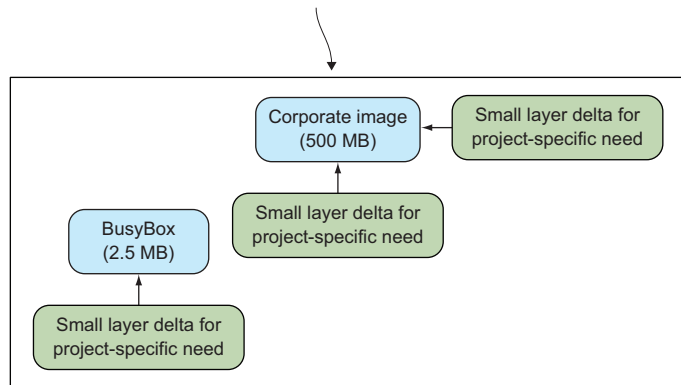 Corporate image
(500 MB)
Small layer delta for
project-specific need
Small layer delta for
project-specific need
BusyBox
(2.5 MB)
Small layer delta for
project-specific need